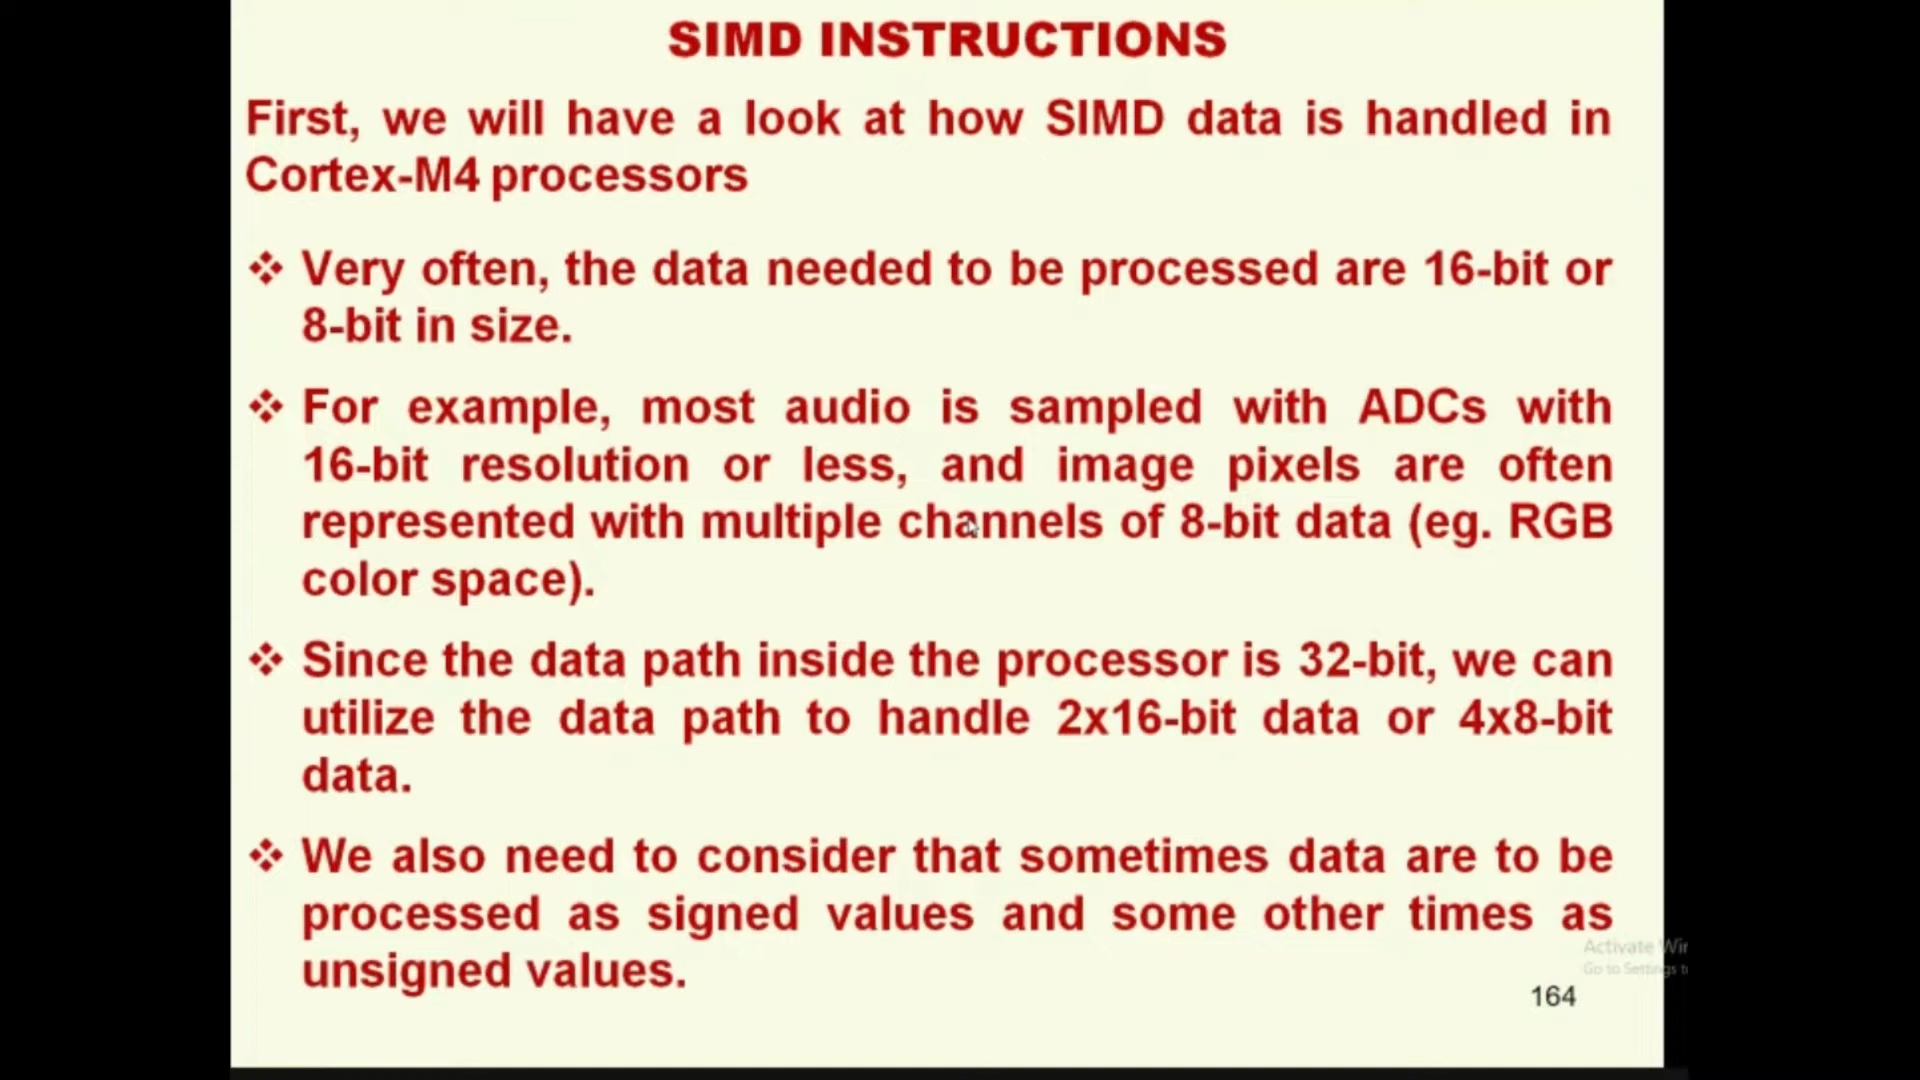 SIMD INSTRUCTIONS
First, we will have a look at how SIMD data is handled in
Cortex-M4 processors
❖ Very often, the data needed to be processed are 16-bit or
8-bit in size.
❖ For example, most audio is sampled with ADCs with
16-bit resolution or less, and image pixels are often
represented with multiple channels of 8-bit data (eg. RGB
color space).
❖ Since the data path inside the processor is 32-bit, we can
utilize the data path to handle 2x16-bit data or 4x8-bit
data.
❖ We also need to consider that sometimes data are to be
processed as signed values and some other times as
unsigned values.
Activate Wir
Go to Settings t
164